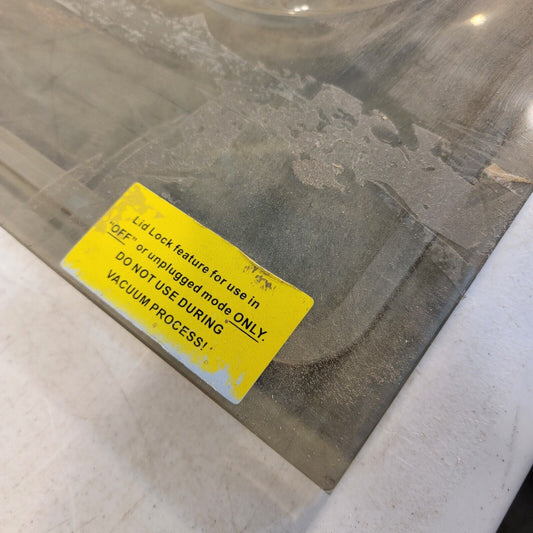 Lid Lock feature for use in
"OFF" or unplugged mode ONLY.
DO NOT USE DURING
VACUUM PROCESS!